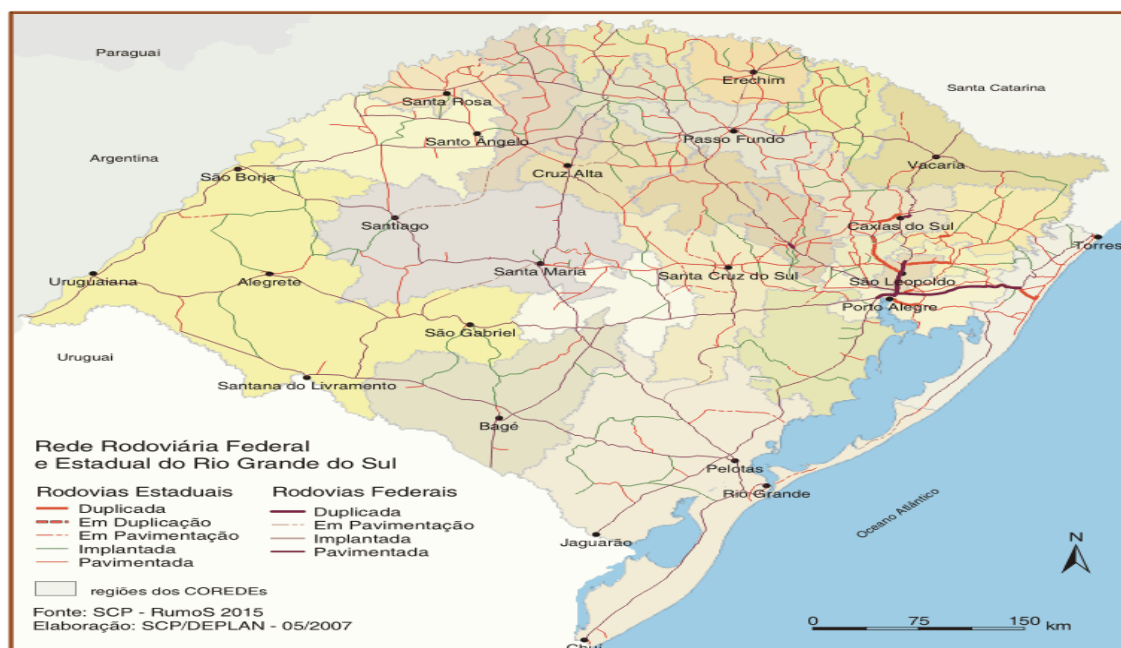 Paraguai
Santa Catarina
Erechim
Santa Rosa
Santo Ângelo
Passo Fundo
Argentina
São Borja
Cruz Alta
Vacaria
Santiago
Caxias do Sul
Torres
Uruguaiana
Alegrete
Santa Maria
Santa Cruz do Sul
São Leopoldo
Porto Alegre
São Gabriel
Uruguai
Santana do Livramento
Bagé
Pelotas
Rio Grande
Oceano Atlântico
Jaguarão
Chuí
Rede Rodoviária Federal
e Estadual do Rio Grande do Sul
Rodovias Estaduais
Duplicada
Em Duplicação
Em Pavimentação
Implantada
Pavimentada
Rodovias Federais
Duplicada
Em Pavimentação
Implantada
Pavimentada
regiões dos COREDEs
Fonte: SCP - RumoS 2015
Elaboração: SCP/DEPLAN - 05/2007
N
0 75 150 km